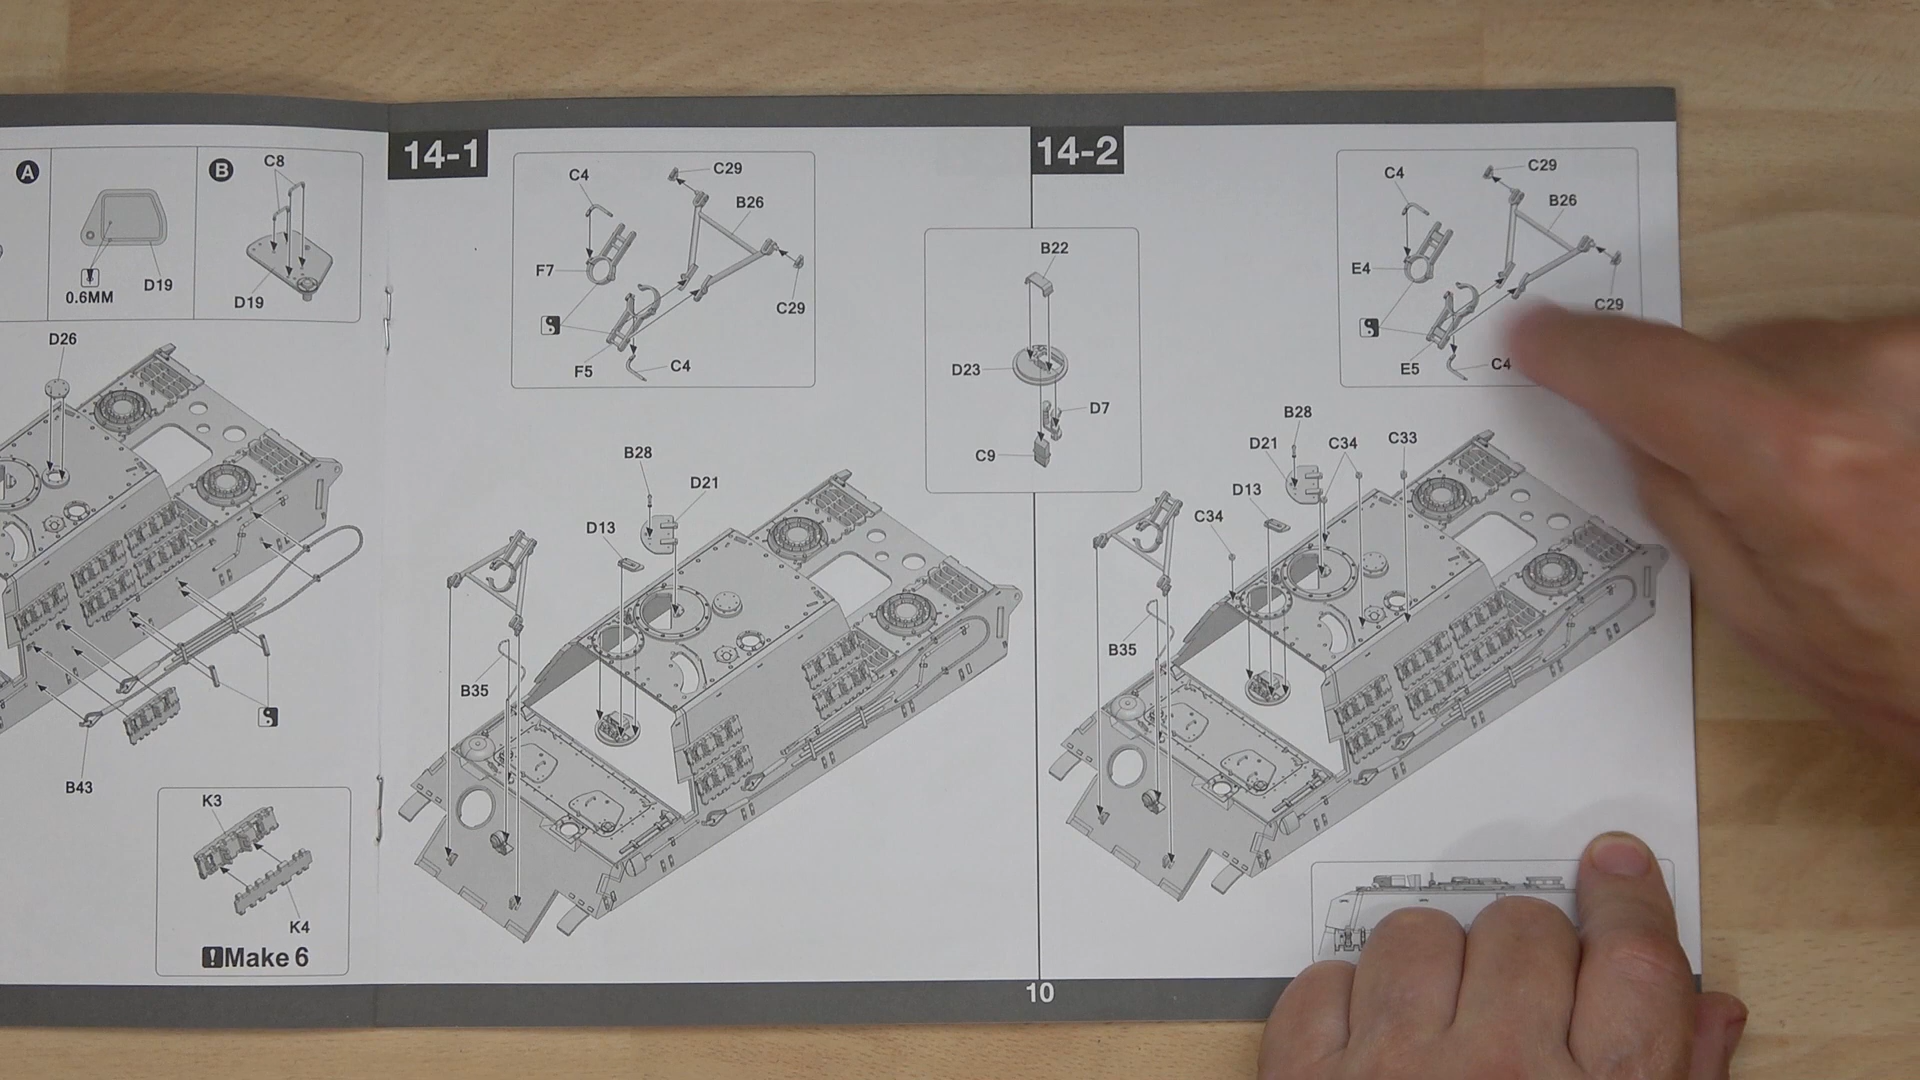 A
0.6MM
D19
B
C8
D19
D26
B43
K3
K4
!Make 6
14-1
C4
C29
B26
F7
C29
F5
C4
B28
D21
D13
B35
B22
D23
D7
C9
14-2
C4
C29
B26
E4
C29
E5
C4
B28
D21
C34
C33
D13
C34
B35
10